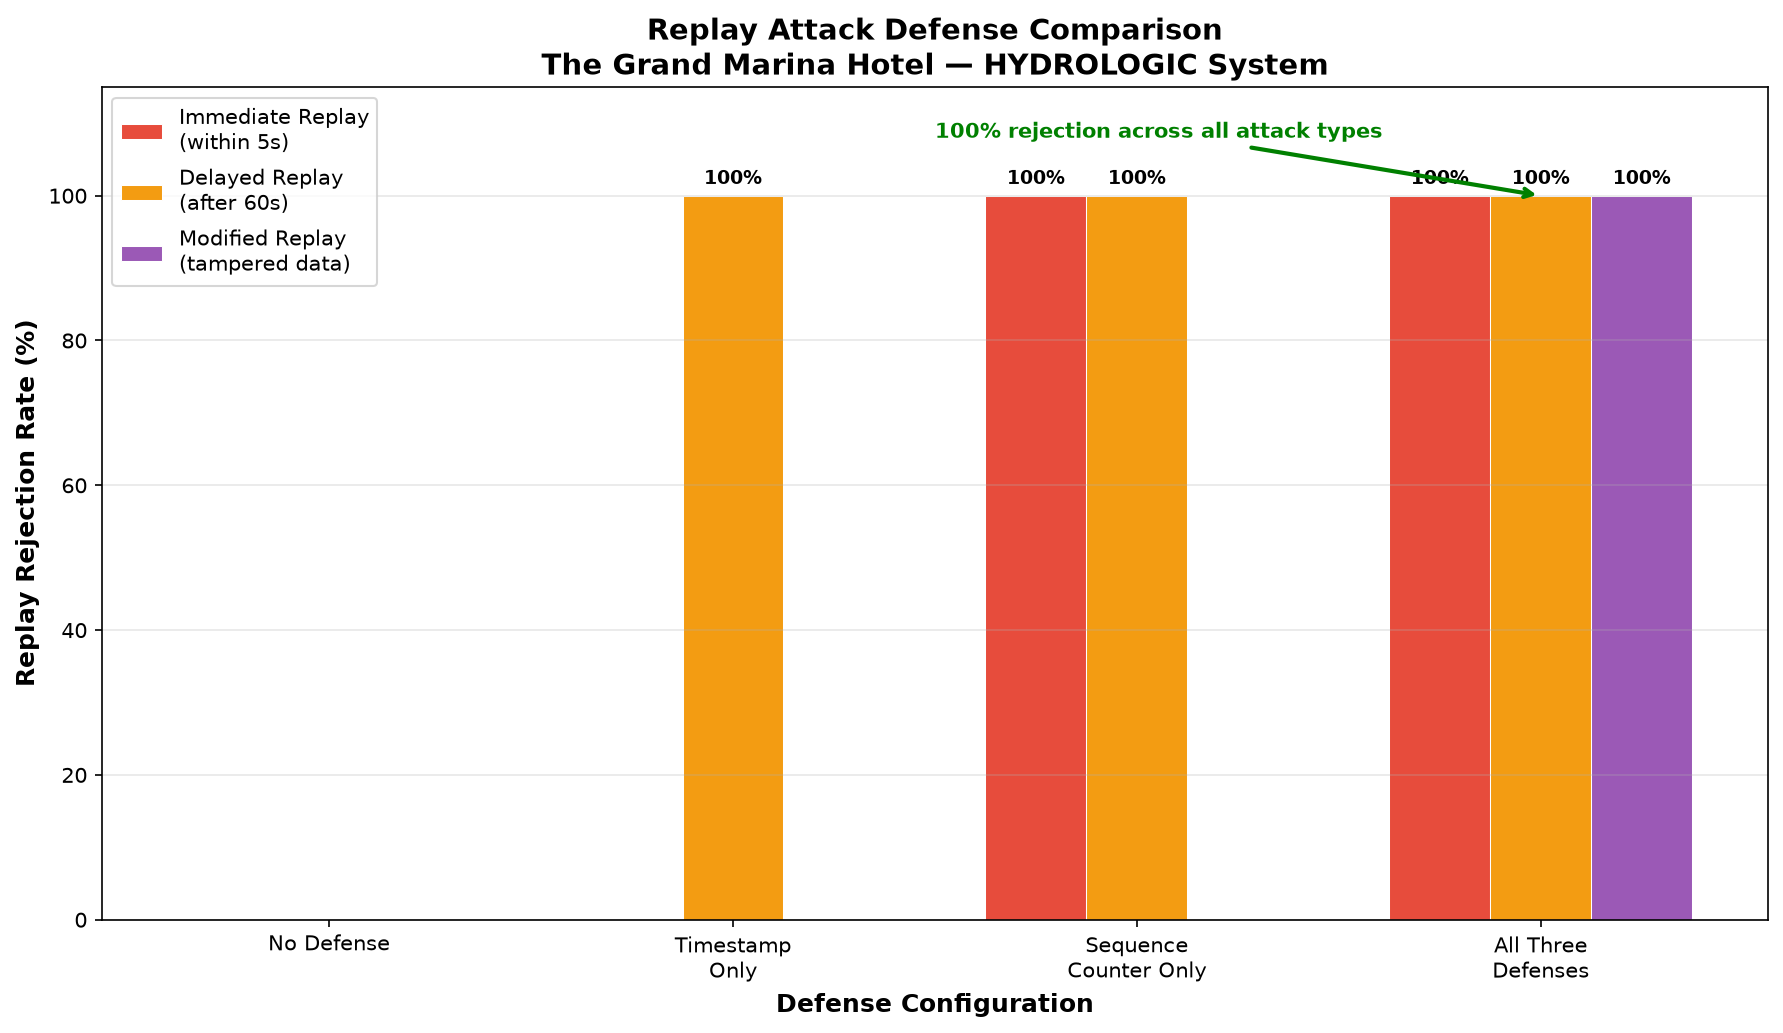 Replay Attack Defense Comparison
The Grand Marina Hotel — HYDROLOGIC System
Immediate Replay
(within 5s)
Delayed Replay
(after 60s)
Modified Replay
(tampered data)
100% rejection across all attack types
100%
100%
100%
100%
100%
100%
Replay Rejection Rate (%)
100
80
60
40
20
0
No Defense
Timestamp
Only
Sequence
Counter Only
All Three
Defenses
Defense Configuration